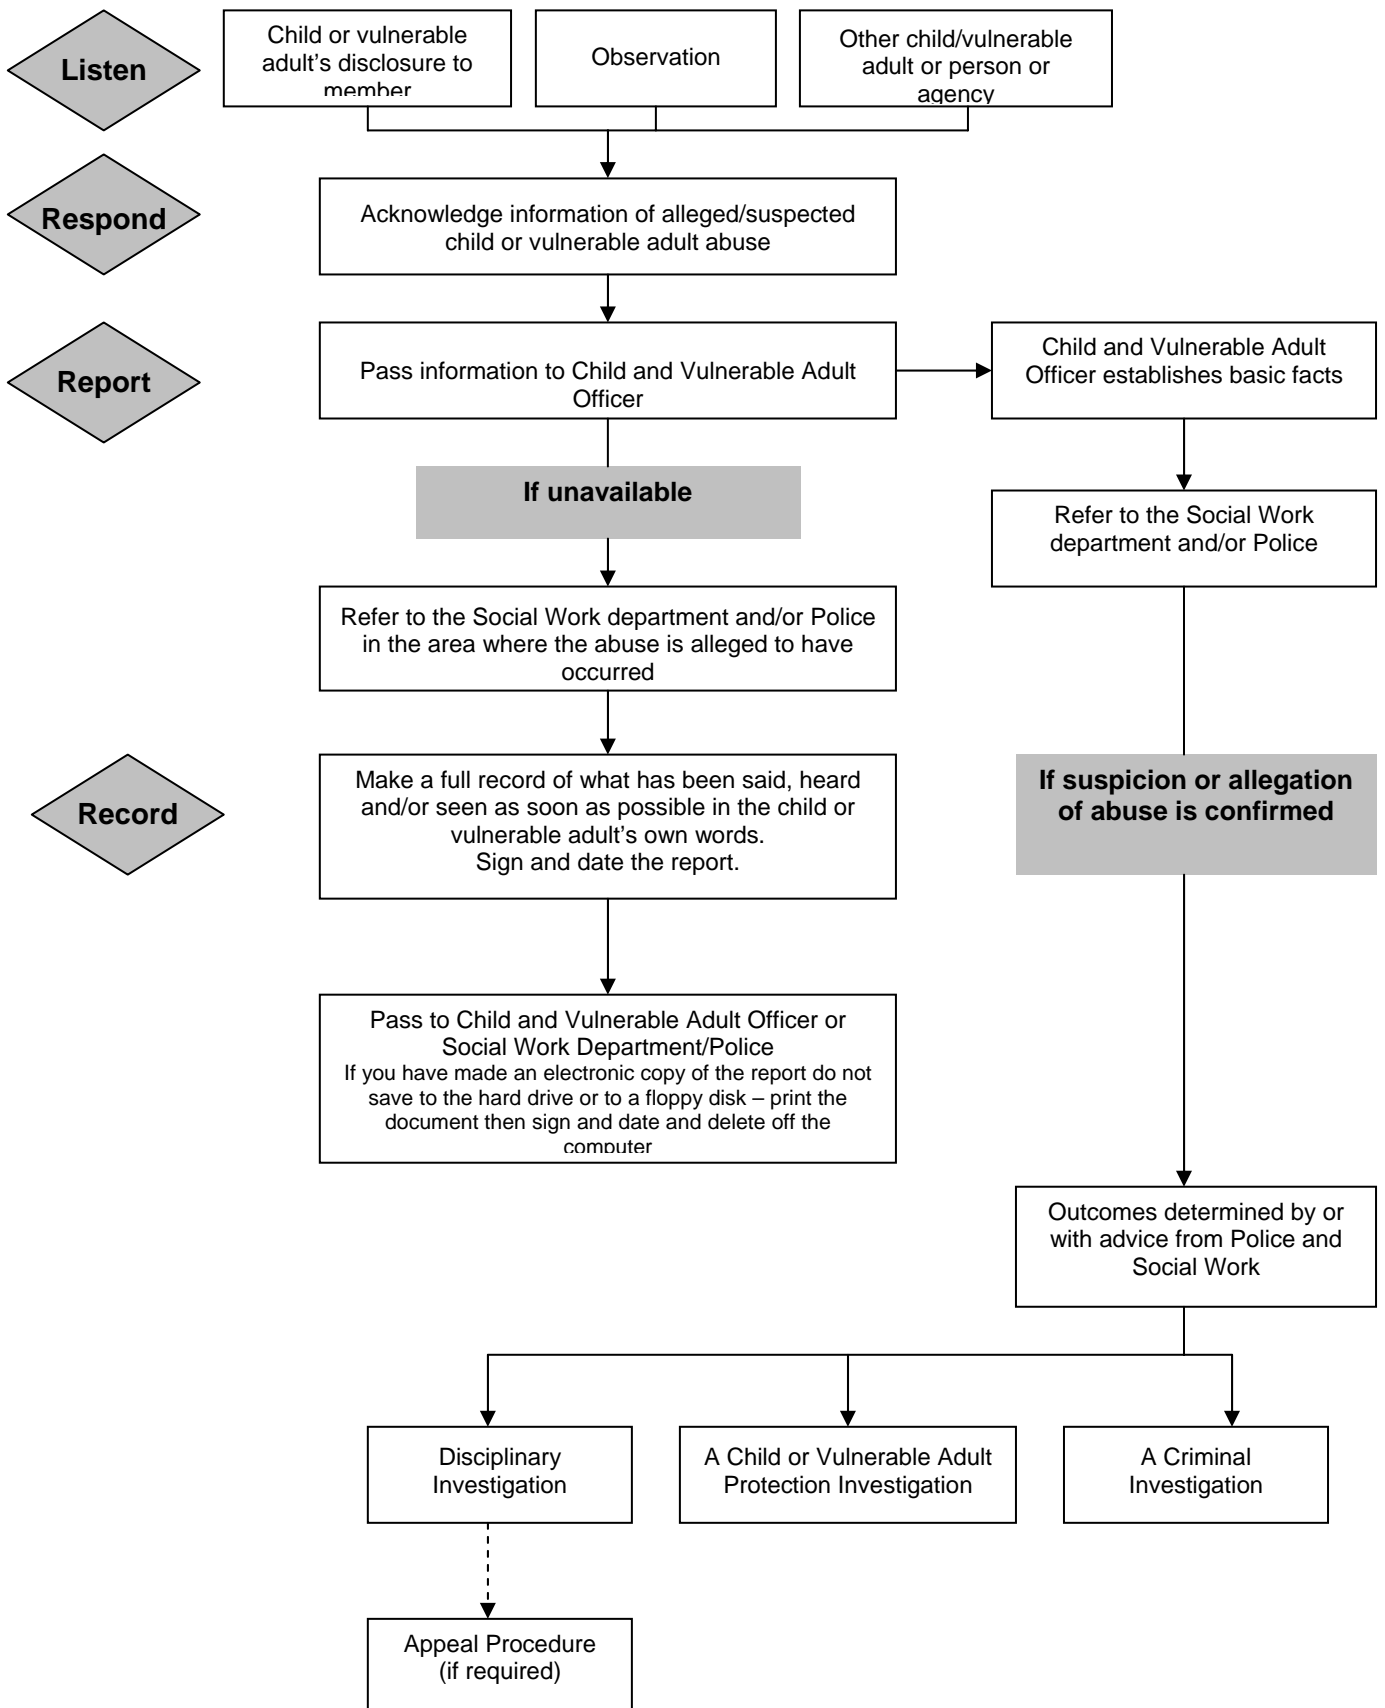 Listen
Child or vulnerable
adult's disclosure to
member
Observation
Other child/vulnerable
adult or person or
agency
Respond
Acknowledge information of alleged/suspected
child or vulnerable adult abuse
Report
Pass information to Child and Vulnerable Adult
Officer
Child and Vulnerable Adult
Officer establishes basic facts
If unavailable
Refer to the Social Work
department and/or Police
Refer to the Social Work department and/or Police
in the area where the abuse is alleged to have
occurred
Record
Make a full record of what has been said, heard
and/or seen as soon as possible in the child or
vulnerable adult's own words.
Sign and date the report.
If suspicion or allegation
of abuse is confirmed
Pass to Child and Vulnerable Adult Officer or
Social Work Department/Police
If you have made an electronic copy of the report do not
save to the hard drive or to a floppy disk – print the
document then sign and date and delete off the
computer
Outcomes determined by or
with advice from Police and
Social Work
Disciplinary
Investigation
A Child or Vulnerable Adult
Protection Investigation
A Criminal
Investigation
Appeal Procedure
(if required)